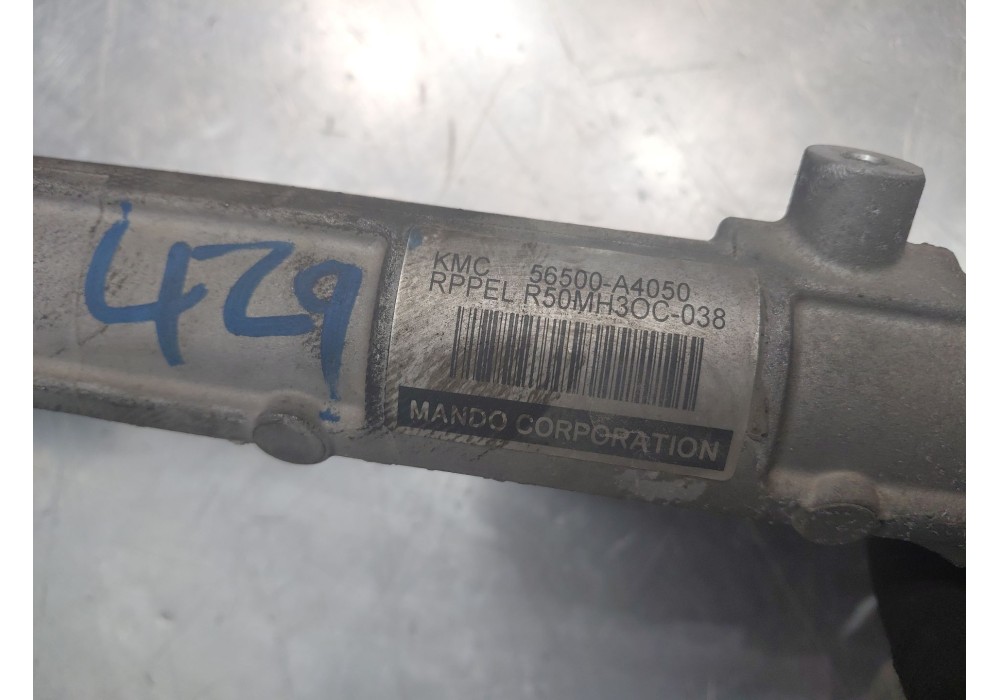 429
KMC 56500-A4050
RPPEL R50MH3OC-038
MANDO CORPORATION